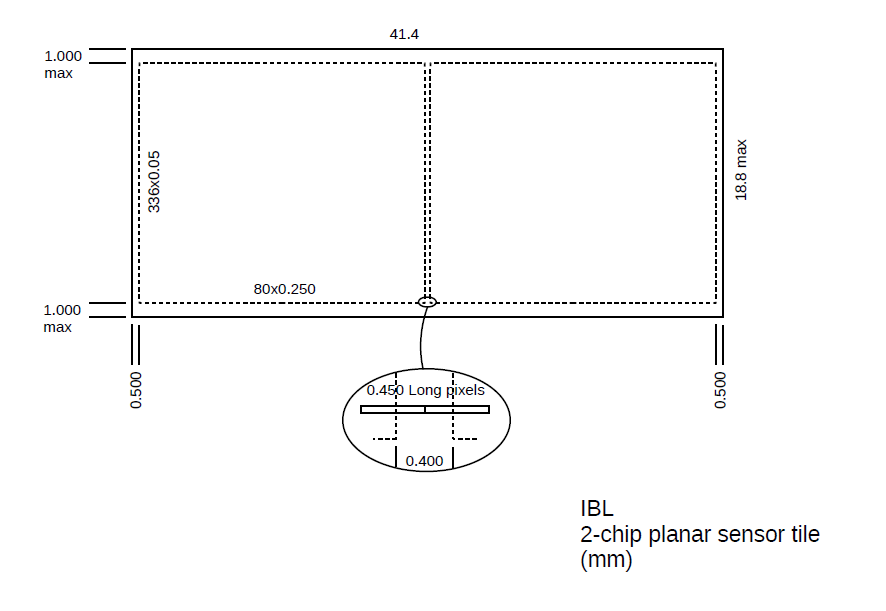 41.4
1.000
max
336x0.05
18.8 max
80x0.250
1.000
max
0.500
0.500
0.450 Long pixels
0.400
IBL
2-chip planar sensor tile
(mm)